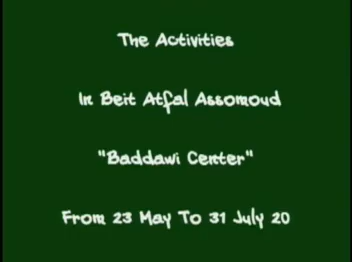 The Activities
In Beit Atfal Assomoud
"Baddawi Center"
From 23 May To 31 July 20